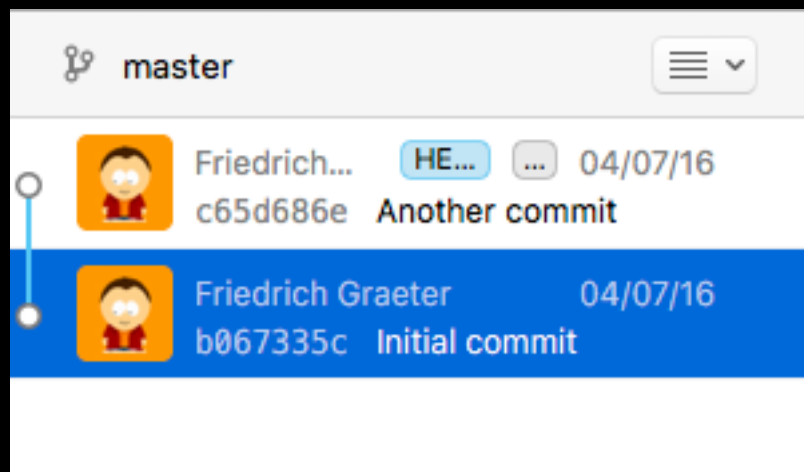 master
Friedrich... HE... ... 04/07/16
c65d686e Another commit
Friedrich Graeter 04/07/16
b067335c Initial commit